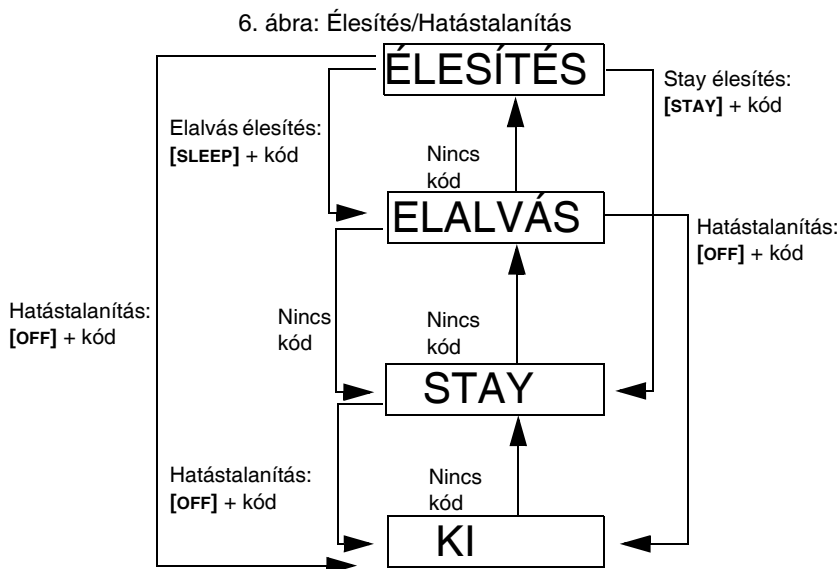 6. ábra: Élesítés/Hatástalanítás
ÉLESÍTÉS
Stay élesítés:
[STAY] + kód
Elalvás élesítés:
[SLEEP] + kód
Nincs
kód
ELALVÁS
Hatástalanítás:
[OFF] + kód
Hatástalanítás:
[OFF] + kód
Nincs
kód
Nincs
kód
STAY
Hatástalanítás:
[OFF] + kód
Nincs
kód
KI